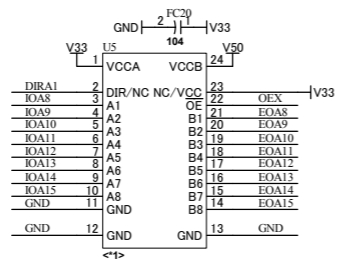 FC20
GND 2 1 V33
104
V33 U5 V50
1 VCCA VCCB 24
DIRA1 2 DIR/NC NC/VCC 23 V33
IOA8 3 A1 OE 22 OEX
IOA9 4 A2 B1 21 EOA8
IOA10 5 A3 B2 20 EOA9
IOA11 6 A4 B3 19 EOA10
IOA12 7 A5 B4 18 EOA11
IOA13 8 A6 B5 17 EOA12
IOA14 9 A7 B6 16 EOA13
IOA15 10 A8 B7 15 EOA14
GND 11 GND B8 14 EOA15
GND 12 GND GND 13 GND
<*1>